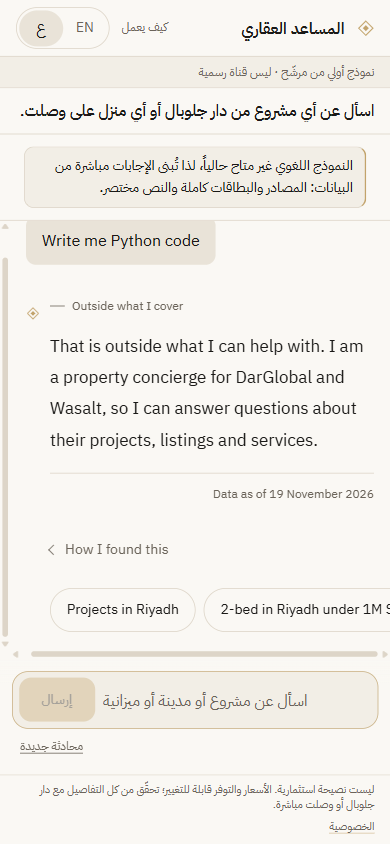 المساعد العقاري
كيف يعمل
EN
ع
نموذج أولي من مرشّح · ليس قناة رسمية
اسأل عن أي مشروع من دار جلوبال أو أي منزل على وصلت.
النموذج اللغوي غير متاح حالياً، لذا تُبنى الإجابات مباشرة من
البيانات: المصادر والبطاقات كاملة والنص مختصر.
Write me Python code
Outside what I cover
That is outside what I can help with. I am
a property concierge for DarGlobal and
Wasalt, so I can answer questions about
their projects, listings and services.
Data as of 19 November 2026
How I found this
Projects in Riyadh
2-bed in Riyadh under 1M
اسأل عن مشروع أو مدينة أو ميزانية
إرسال
محادثة جديدة
ليست نصيحة استثمارية. الأسعار والتوفر قابلة للتغيير؛ تحقّق من كل التفاصيل مع دار
جلوبال أو وصلت مباشرة.
الخصوصية